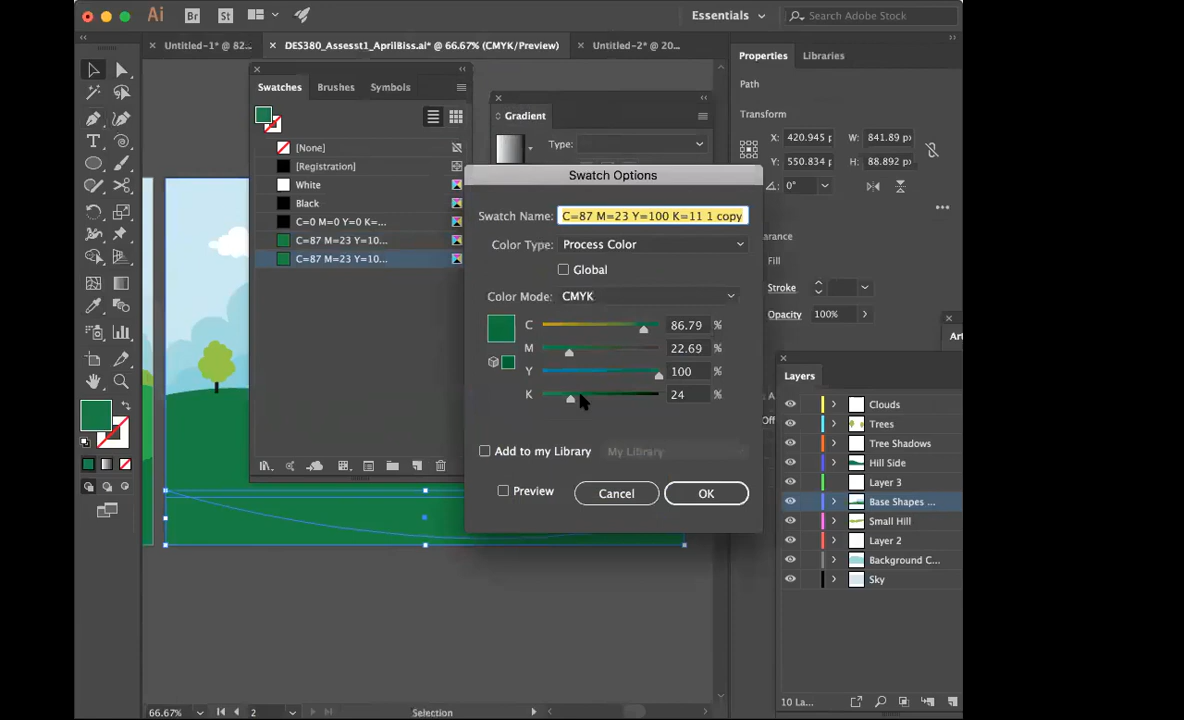 Ai Br St Essentials Search Adobe Stock
Untitled-1* @ 82... DES380_Assesst1_AprilBiss.ai* @ 66.67% (CMYK/Preview) Untitled-2* @ 20...
Properties Libraries
Swatches Brushes Symbols
Path
Gradient
Transform
Type:
X: 420.945 p W: 841.89 px
Y: 550.834 p H: 88.892 px
0°
[None]
[Registration]
White
Black
C=0 M=0 Y=0 K=...
C=87 M=23 Y=10...
C=87 M=23 Y=10...
Swatch Options
Swatch Name: C=87 M=23 Y=100 K=11 1 copy
Color Type: Process Color
Global
Color Mode: CMYK
C 86.79 %
M 22.69 %
Y 100 %
K 24 %
Add to my Library My Library
Preview Cancel OK
arance
Fill
Stroke
Opacity 100%
Art
Layers
Clouds
Trees
Tree Shadows
Hill Side
Layer 3
Base Shapes ...
Small Hill
Layer 2
Background C...
Sky
10 La...
66.67% 2 Selection